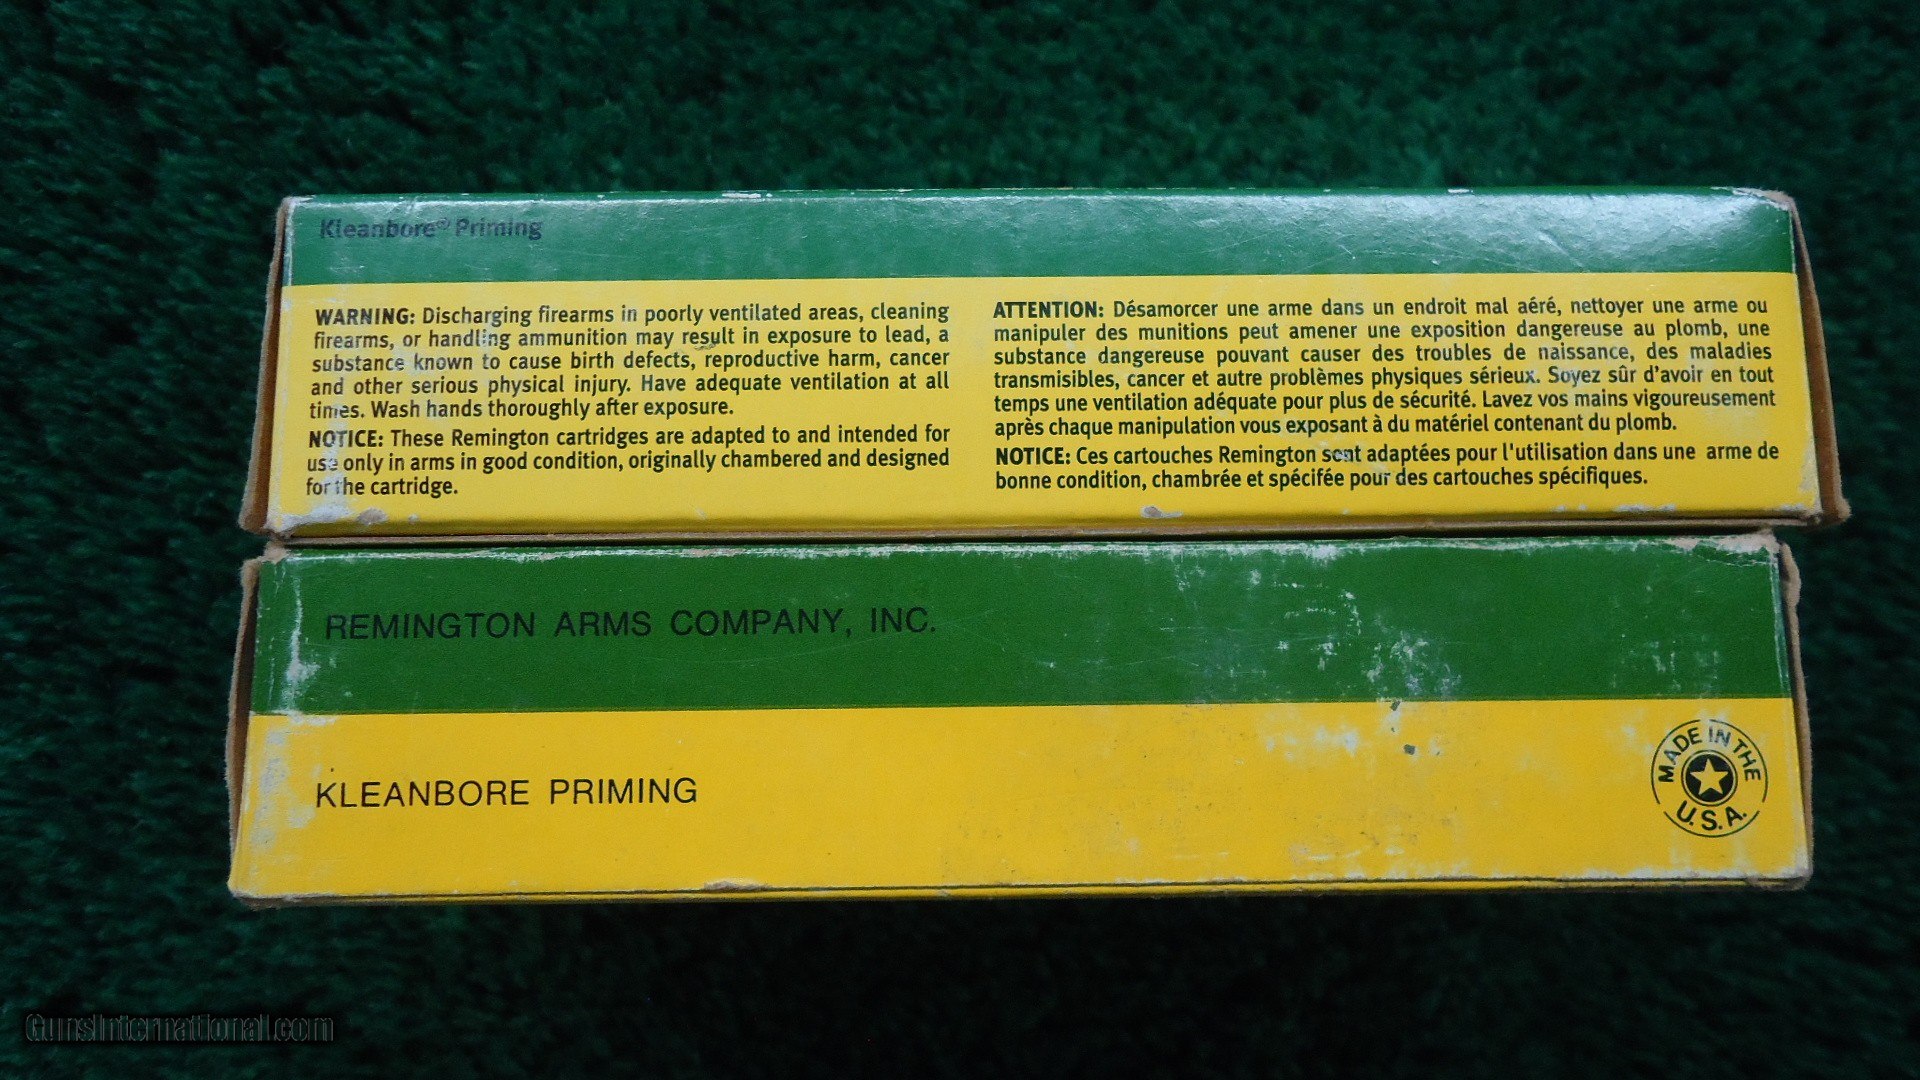 Kleanbore® Priming
WARNING: Discharging firearms in poorly ventilated areas, cleaning
firearms, or handling ammunition may result in exposure to lead, a
substance known to cause birth defects, reproductive harm, cancer
and other serious physical injury. Have adequate ventilation at all
times. Wash hands thoroughly after exposure.
NOTICE: These Remington cartridges are adapted to and intended for
use only in arms in good condition, originally chambered and designed
for the cartridge.
ATTENTION: Désamorcer une arme dans un endroit mal aéré, nettoyer une arme ou
manipuler des munitions peut amener une exposition dangereuse au plomb, une
substance dangereuse pouvant causer des troubles de naissance, des maladies
transmisibles, cancer et autre problèmes physiques sérieux. Soyez sûr d'avoir en tout
temps une ventilation adéquate pour plus de sécurité. Lavez vos mains vigoureusement
après chaque manipulation vous exposant à du matériel contenant du plomb.
NOTICE: Ces cartouches Remington sont adaptées pour l'utilisation dans une arme de
bonne condition, chambrée et spécifée pour des cartouches spécifiques.
REMINGTON ARMS COMPANY, INC.
KLEANBORE PRIMING
MADE IN THE
U.S.A.
GunsInternational.com